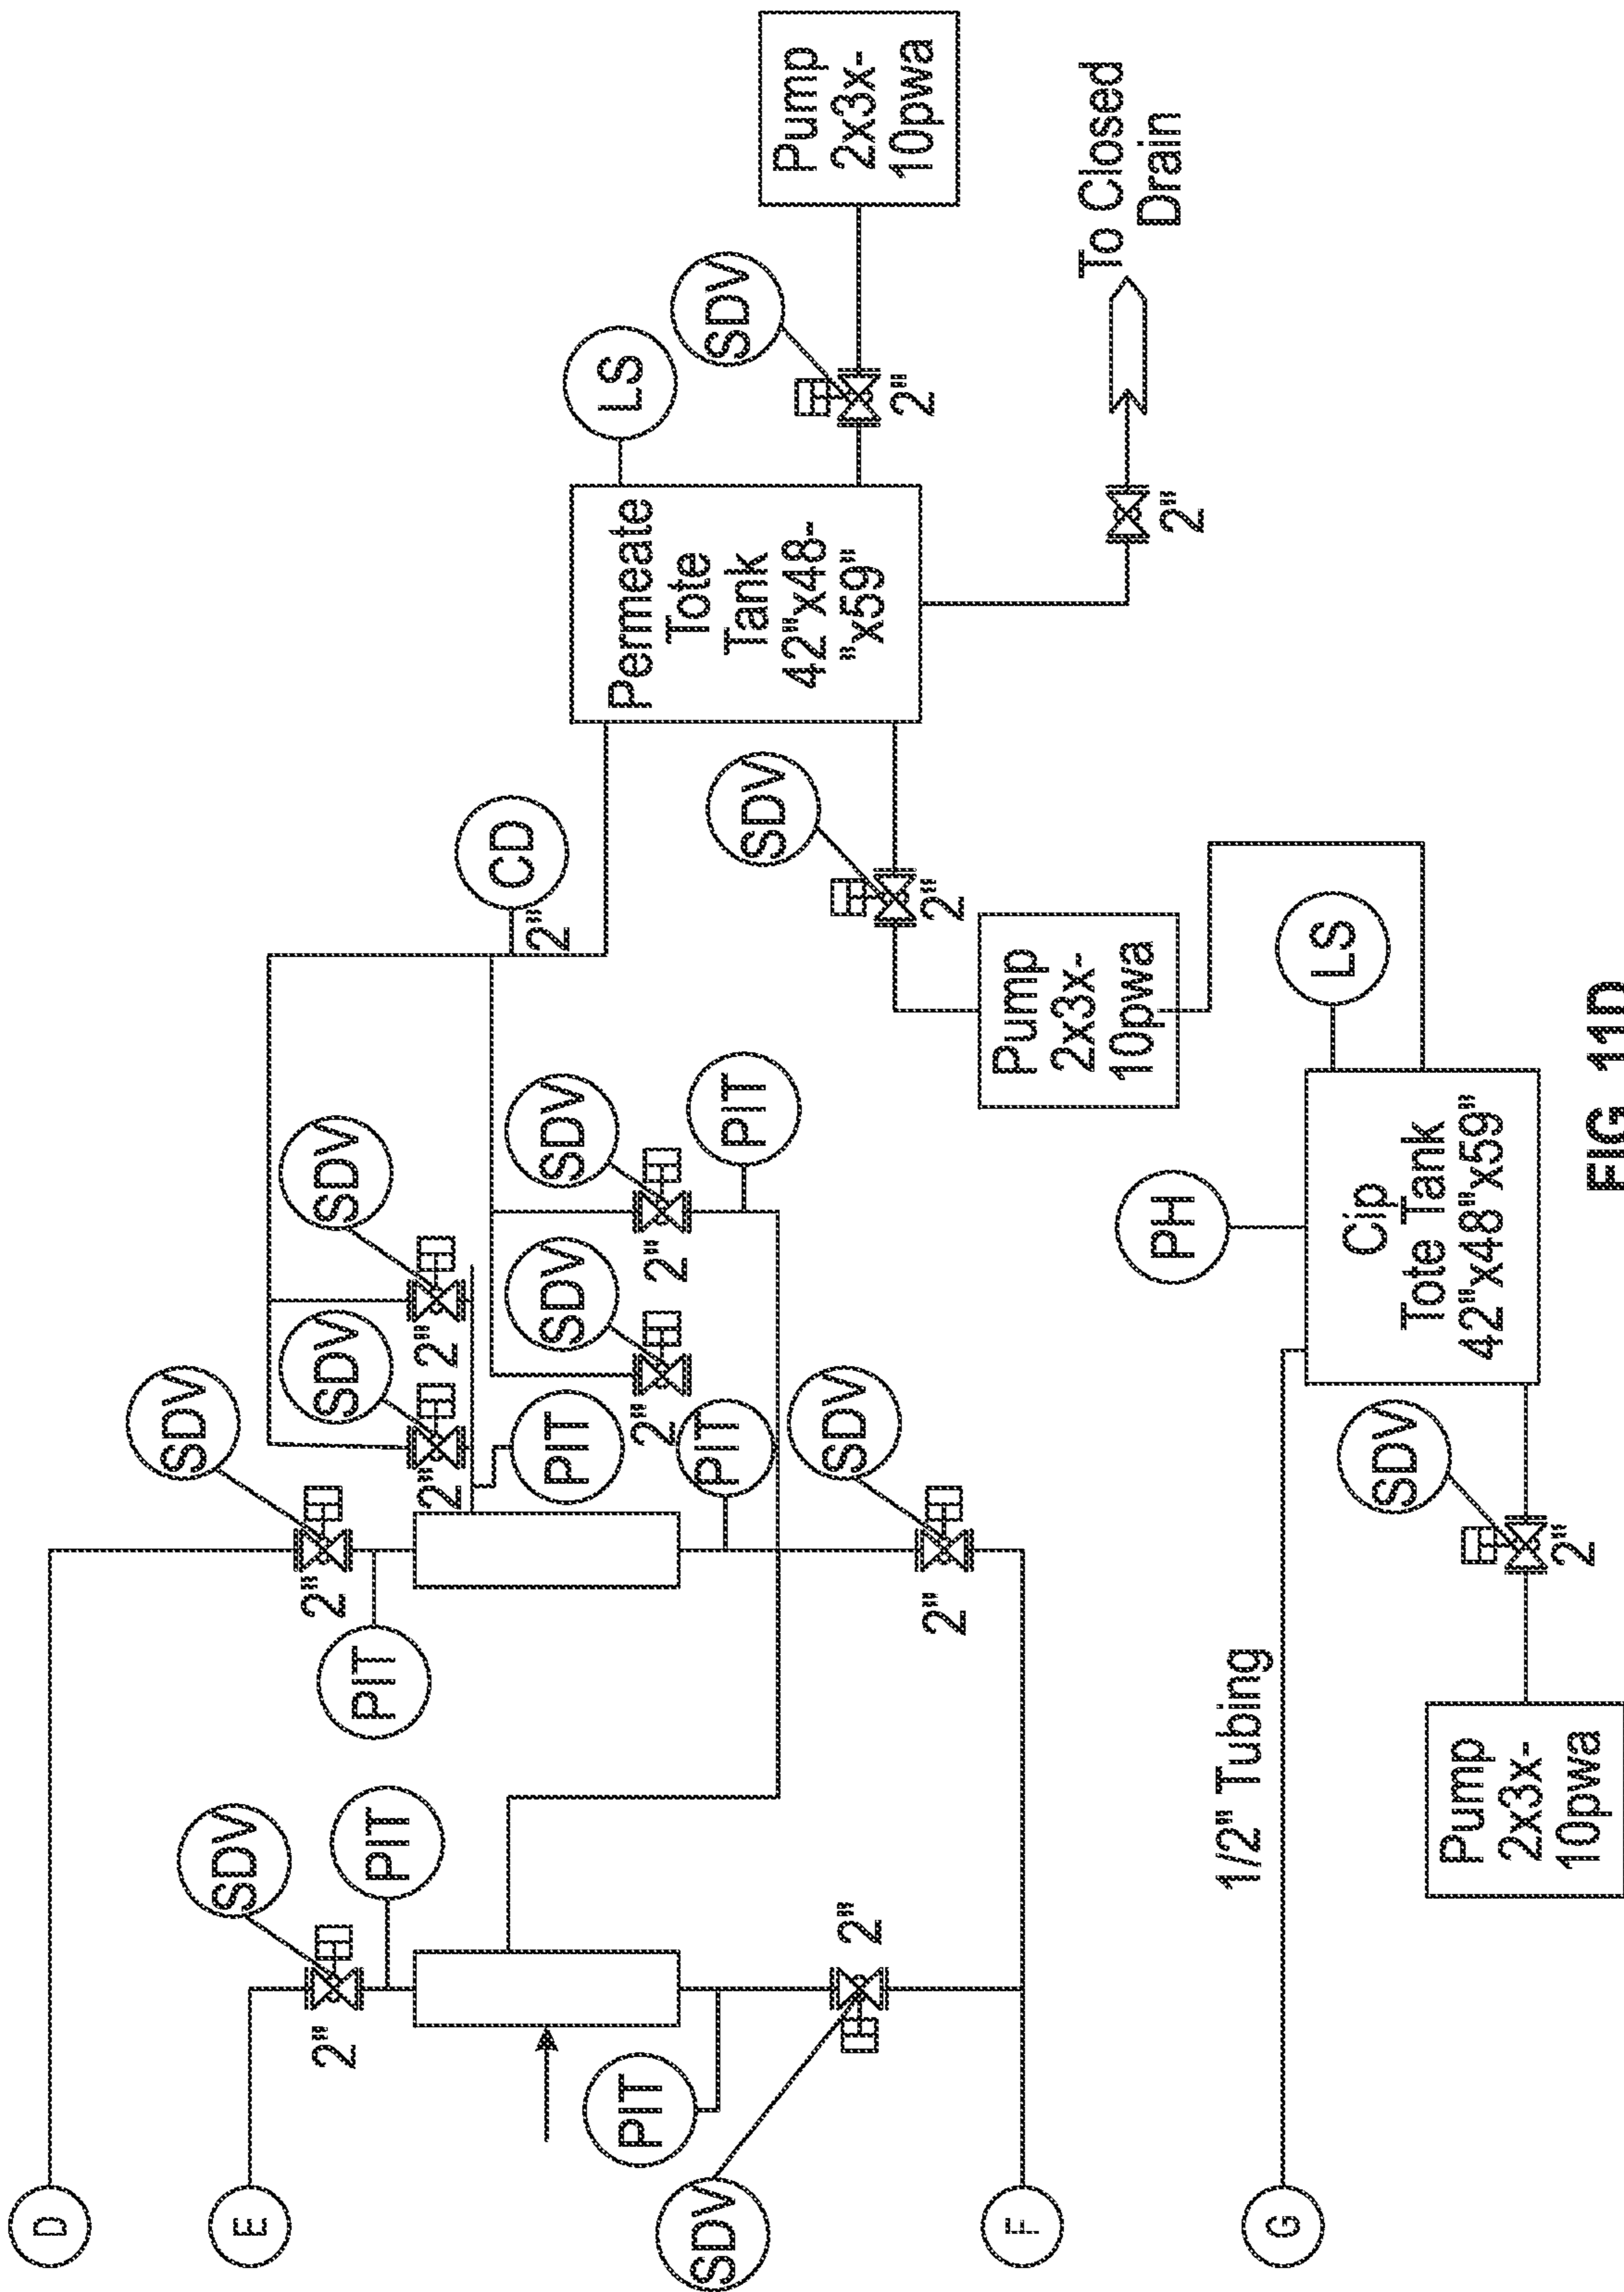 D
SDV
E
SDV
2"
2"
SDV
SDV
PIT
PIT
2"
2"
CD
2"
PIT
SDV
SDV
LS
PIT
2"
2"
Permeate
Tote
Tank
42"x48-
"x59"
SDV
PIT
PIT
SDV
SDV
Pump
2x3x-
10pwa
SDV
2"
2"
2"
2"
F
Pump
2x3x-
10pwa
To Closed
Drain
2"
PH
1/2" Tubing
G
LS
Cip
Tote Tank
42"x48"x59"
SDV
Pump
2x3x-
10pwa
2"
FIG. 11D